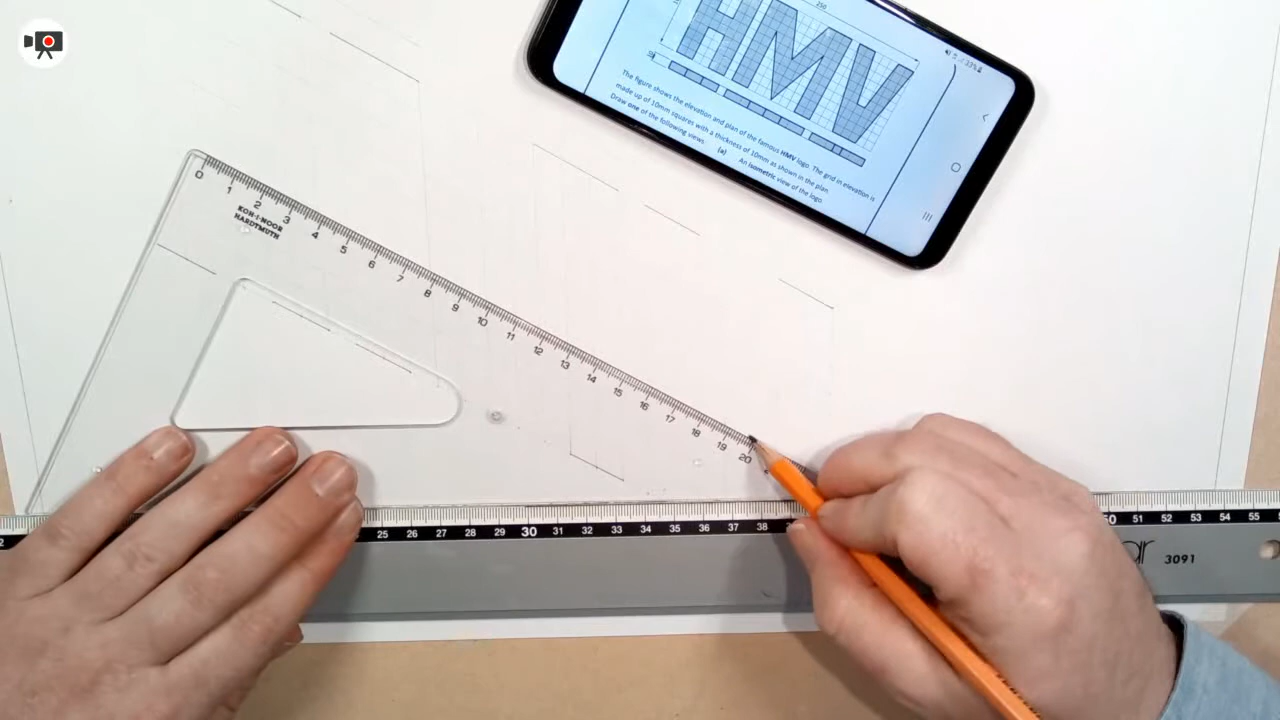 250
33%
HMV
The figure shows the elevation and plan of the famous HMV logo. The grid in elevation is
made up of 10mm squares with a thickness of 10mm as shown in the plan.
Draw one of the following views.
(a) An isometric view of the logo.
0 1 2 3 4 5 6 7 8 9 10 11 12 13 14 15 16 17 18 19 20
KOH-I-NOOR
HARDTMUTH
25 26 27 28 29 30 31 32 33 34 35 36 37 38
51 52 53 54 55
3091